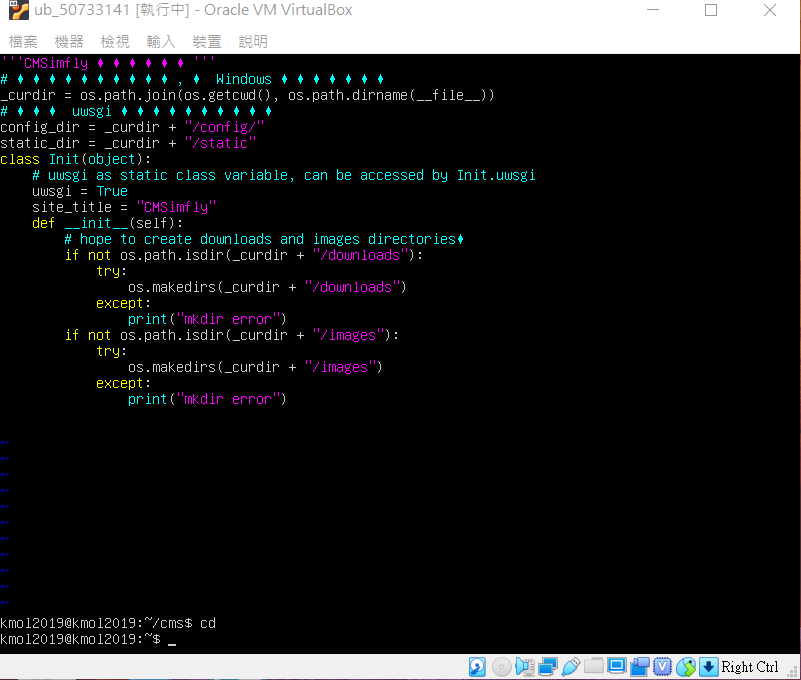 ub_50733141 [執行中] - Oracle VM VirtualBox
檔案 機器 檢視 輸入 裝置 說明
'''CMSimfly ♦ ♦ ♦ ♦ ♦ ♦ '''
# ♦ ♦ ♦ ♦ ♦ ♦ ♦ ♦ ♦ ♦ , ♦ Windows ♦ ♦ ♦ ♦ ♦ ♦ ♦
_curdir = os.path.join(os.getcwd(), os.path.dirname(__file__))
# ♦ ♦ ♦ uwsgi ♦ ♦ ♦ ♦ ♦ ♦ ♦ ♦ ♦ ♦
config_dir = _curdir + "/config/"
static_dir = _curdir + "/static"
class Init(object):
    # uwsgi as static class variable, can be accessed by Init.uwsgi
    uwsgi = True
    site_title = "CMSimfly"
    def __init__(self):
        # hope to create downloads and images directories♦
        if not os.path.isdir(_curdir + "/downloads"):
            try:
                os.makedirs(_curdir + "/downloads")
            except:
                print("mkdir error")
        if not os.path.isdir(_curdir + "/images"):
            try:
                os.makedirs(_curdir + "/images")
            except:
                print("mkdir error")
~
~
~
~
~
~
~
~
~
~
~
kmol2019@kmol2019:~/cms$ cd
kmol2019@kmol2019:~$ _
Right Ctrl